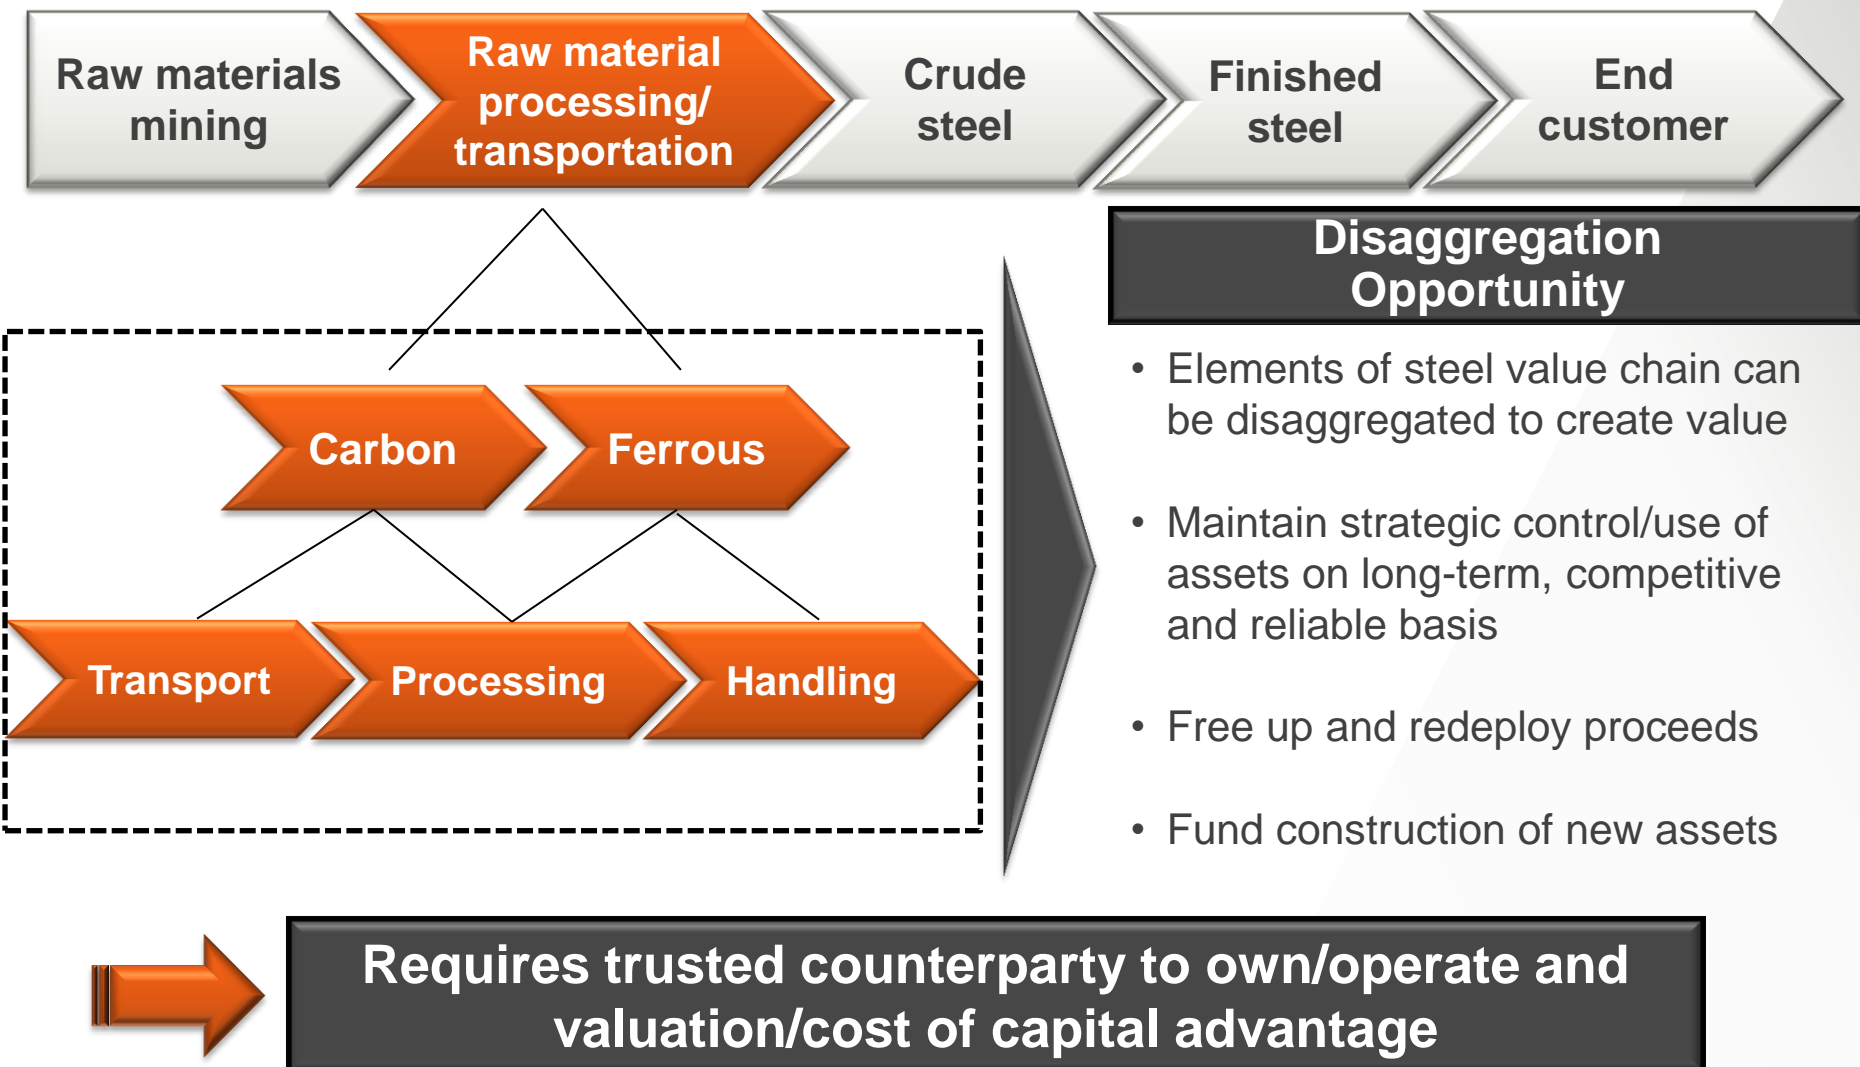 Raw materials
mining
Raw material
processing/
transportation
Crude
steel
Finished
steel
End
customer
Carbon
Ferrous
Transport
Processing
Handling
Disaggregation
Opportunity
• Elements of steel value chain can
be disaggregated to create value
• Maintain strategic control/use of
assets on long-term, competitive
and reliable basis
• Free up and redeploy proceeds
• Fund construction of new assets
Requires trusted counterparty to own/operate and
valuation/cost of capital advantage